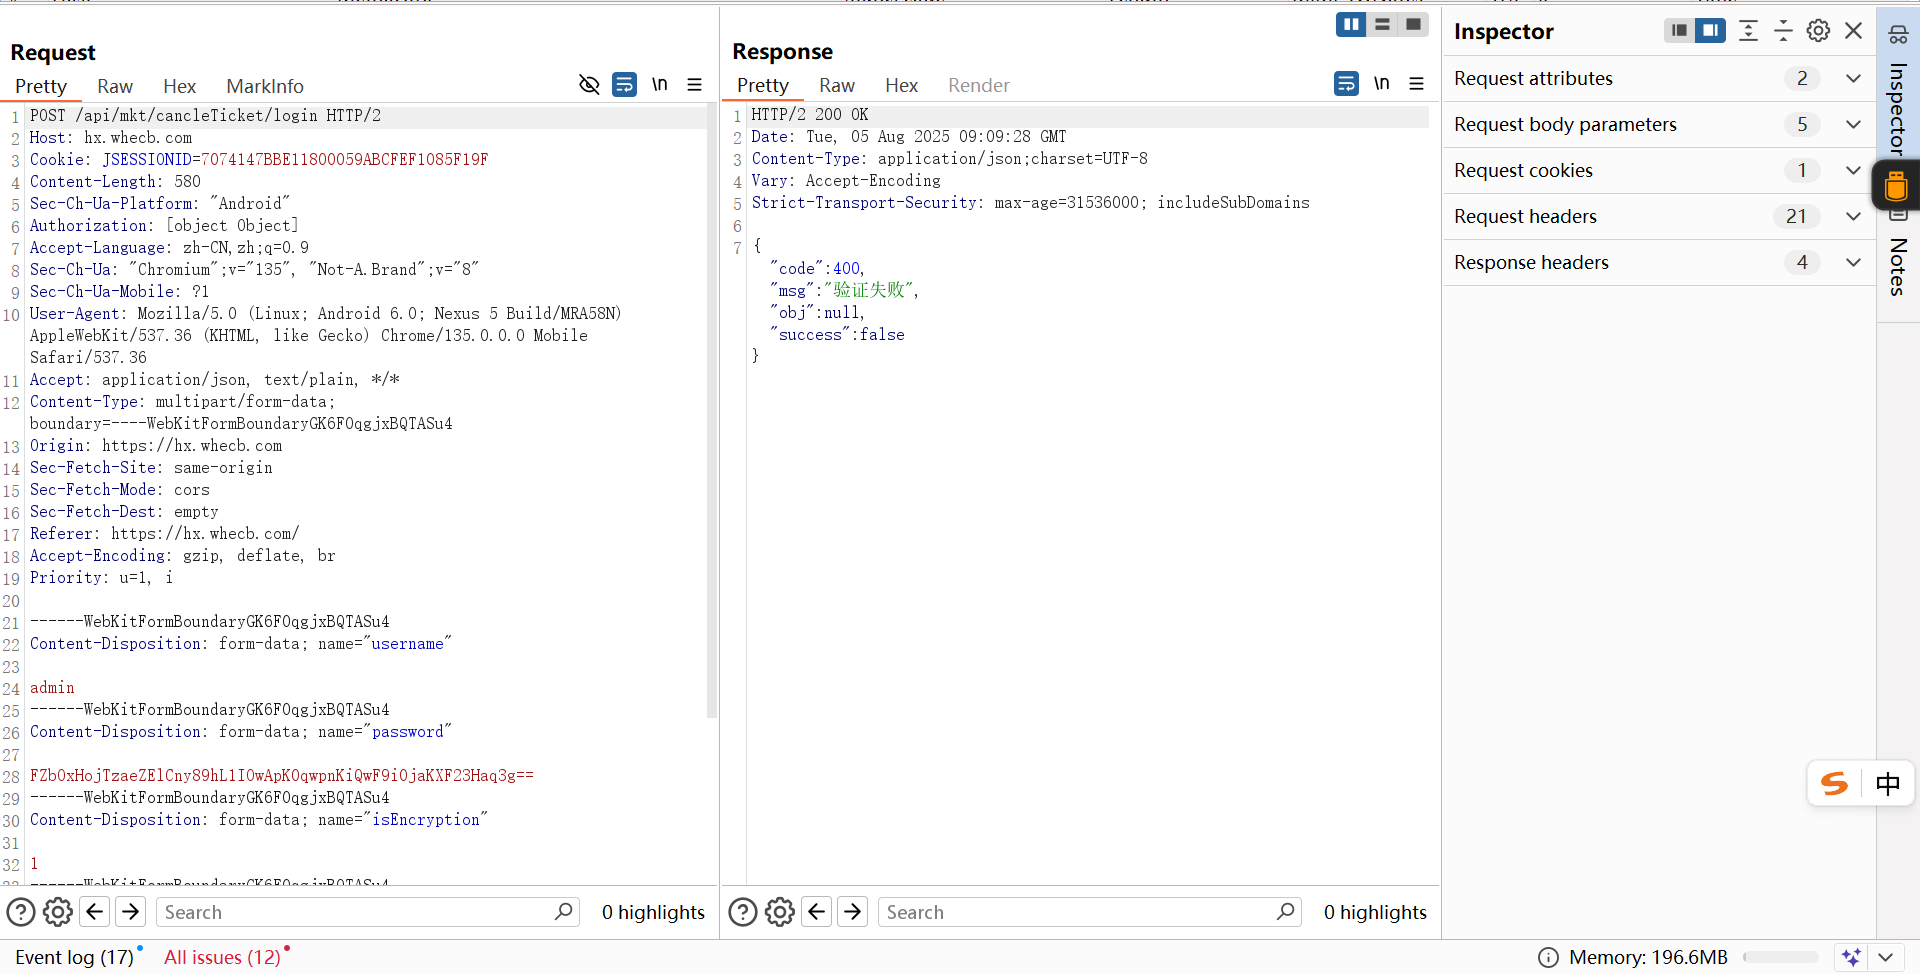 Request
Pretty Raw Hex MarkInfo \n
1 POST /api/mkt/cancleTicket/login HTTP/2
2 Host: hx.whecb.com
3 Cookie: JSESSIONID=7074147BBE11800059ABCFEF1085F19F
4 Content-Length: 580
5 Sec-Ch-Ua-Platform: "Android"
6 Authorization: [object Object]
7 Accept-Language: zh-CN,zh;q=0.9
8 Sec-Ch-Ua: "Chromium";v="135", "Not-A.Brand";v="8"
9 Sec-Ch-Ua-Mobile: ?1
10 User-Agent: Mozilla/5.0 (Linux; Android 6.0; Nexus 5 Build/MRA58N)
AppleWebKit/537.36 (KHTML, like Gecko) Chrome/135.0.0.0 Mobile
Safari/537.36
11 Accept: application/json, text/plain, */*
12 Content-Type: multipart/form-data;
boundary=----WebKitFormBoundaryGK6F0qgjxBQTASu4
13 Origin: https://hx.whecb.com
14 Sec-Fetch-Site: same-origin
15 Sec-Fetch-Mode: cors
16 Sec-Fetch-Dest: empty
17 Referer: https://hx.whecb.com/
18 Accept-Encoding: gzip, deflate, br
19 Priority: u=1, i
20
21 ------WebKitFormBoundaryGK6F0qgjxBQTASu4
22 Content-Disposition: form-data; name="username"
23
24 admin
25 ------WebKitFormBoundaryGK6F0qgjxBQTASu4
26 Content-Disposition: form-data; name="password"
27
28 FZbOxHojTzaeZElCny89hL1IOwApKOqwpnKiQwF9i0jaKXF23Haq3g==
29 ------WebKitFormBoundaryGK6F0qgjxBQTASu4
30 Content-Disposition: form-data; name="isEncryption"
31
32 1
33 ------WebKitFormBoundaryGK6F0qgjxBQTASu4
Search
0 highlights
Response
Pretty Raw Hex Render \n
1 HTTP/2 200 OK
2 Date: Tue, 05 Aug 2025 09:09:28 GMT
3 Content-Type: application/json;charset=UTF-8
4 Vary: Accept-Encoding
5 Strict-Transport-Security: max-age=31536000; includeSubDomains
6
7 {
"code":400,
"msg":"验证失败",
"obj":null,
"success":false
}
Search
0 highlights
Inspector
Request attributes 2
Request body parameters 5
Request cookies 1
Request headers 21
Response headers 4
Inspector
Notes
S 中
Event log (17) All issues (12)
Memory: 196.6MB